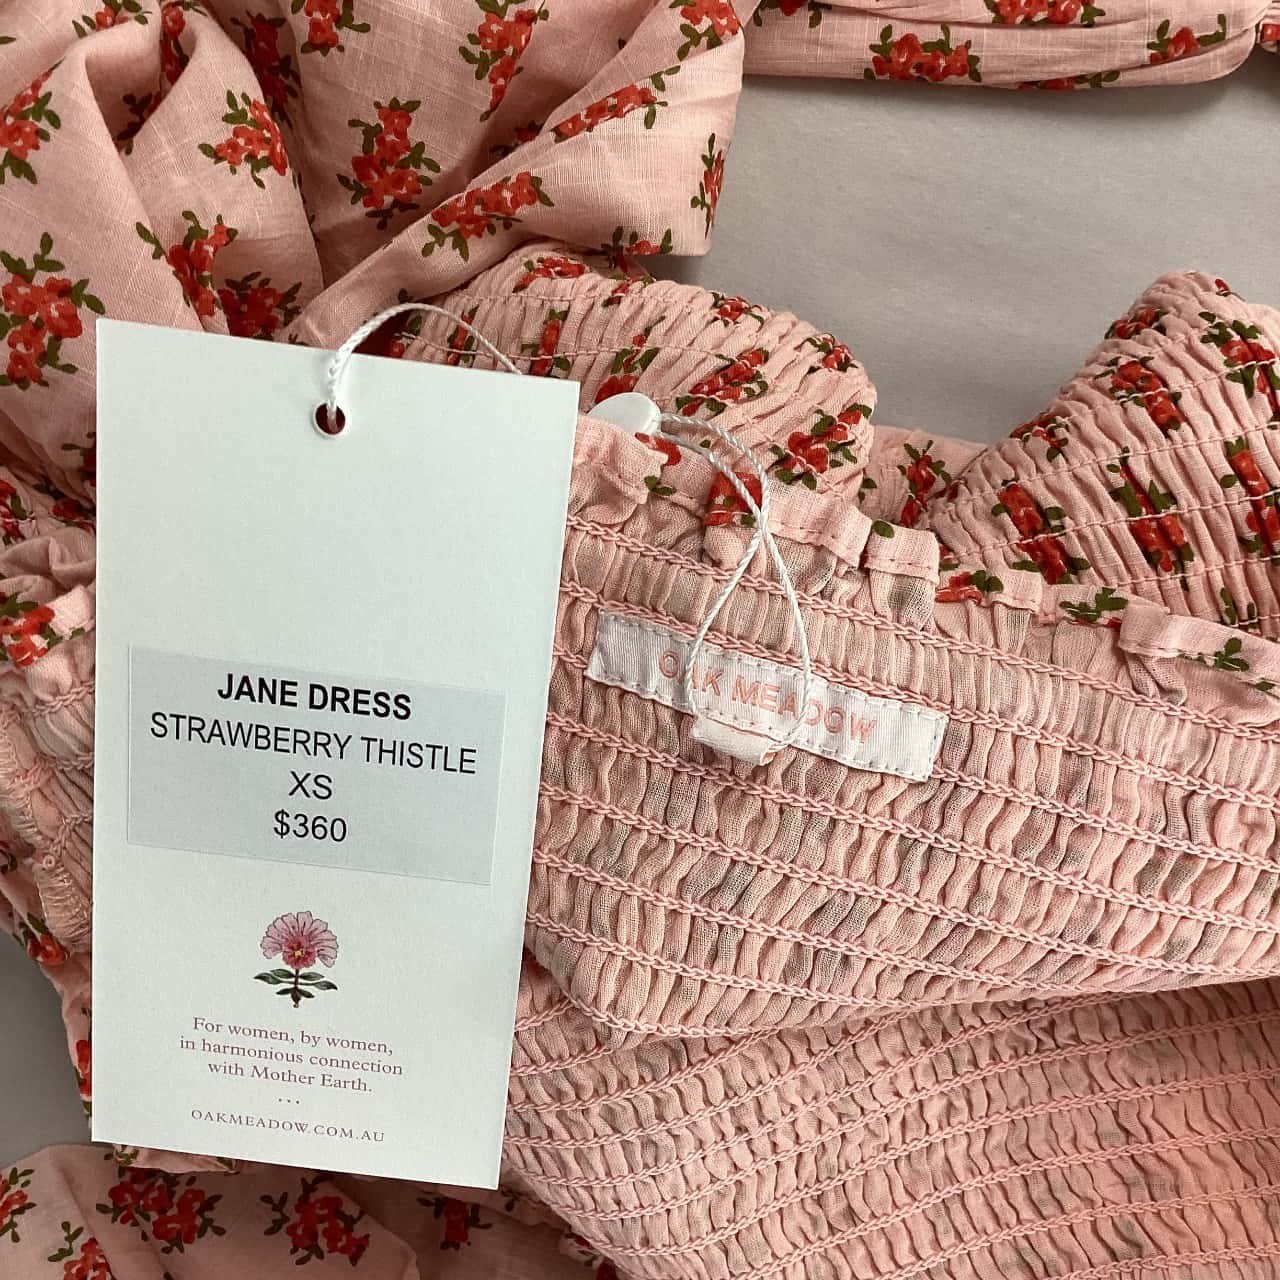 JANE DRESS
STRAWBERRY THISTLE
XS
$360
For women, by women,
in harmonious connection
with Mother Earth.
...
OAKMEADOW.COM.AU
OAK MEADOW